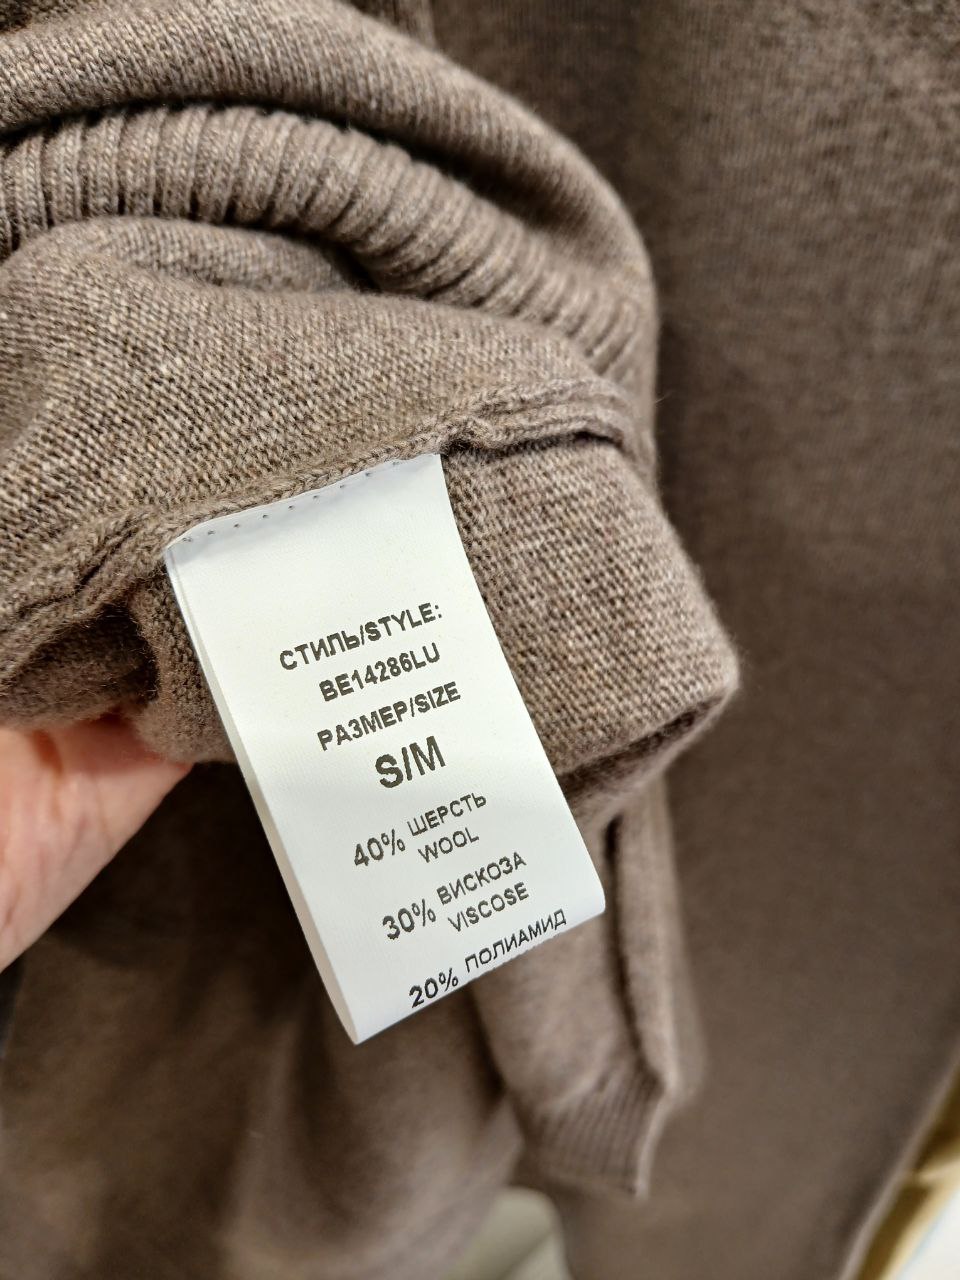 СТИЛЬ/STYLE:
BE14286LU
РАЗМЕР/SIZE
S/M
40% ШЕРСТЬ
WOOL
30% ВИСКОЗА
VISCOSE
20% ПОЛИАМИД